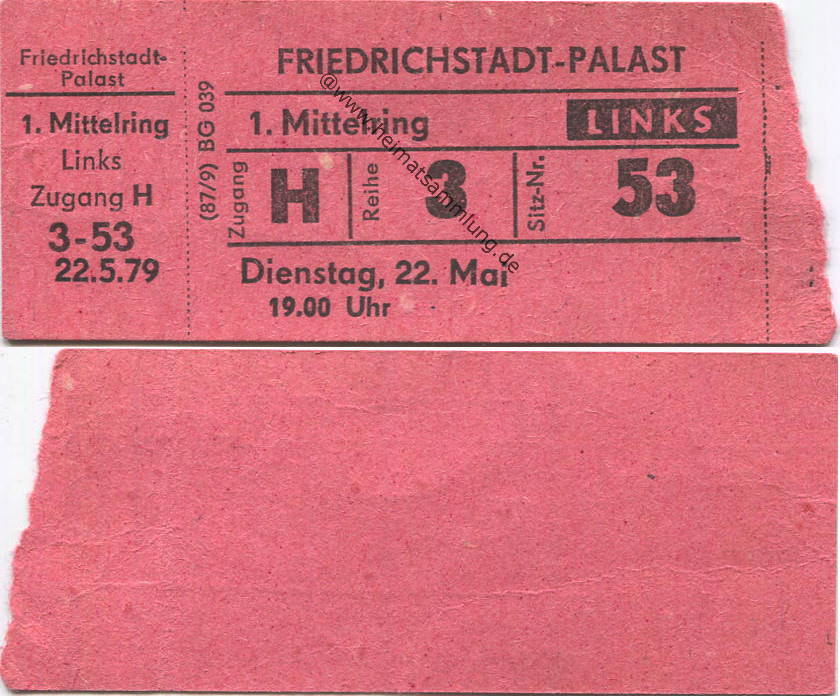 Friedrichstadt-
Palast
1. Mittelring
Links
Zugang H
3-53
22.5.79
(87/9) BG 039
FRIEDRICHSTADT-PALAST
1. Mittelring LINKS
Zugang H Reihe 3 Sitz-Nr. 53
Dienstag, 22. Mai
19.00 Uhr
@www.heimatsammlung.de